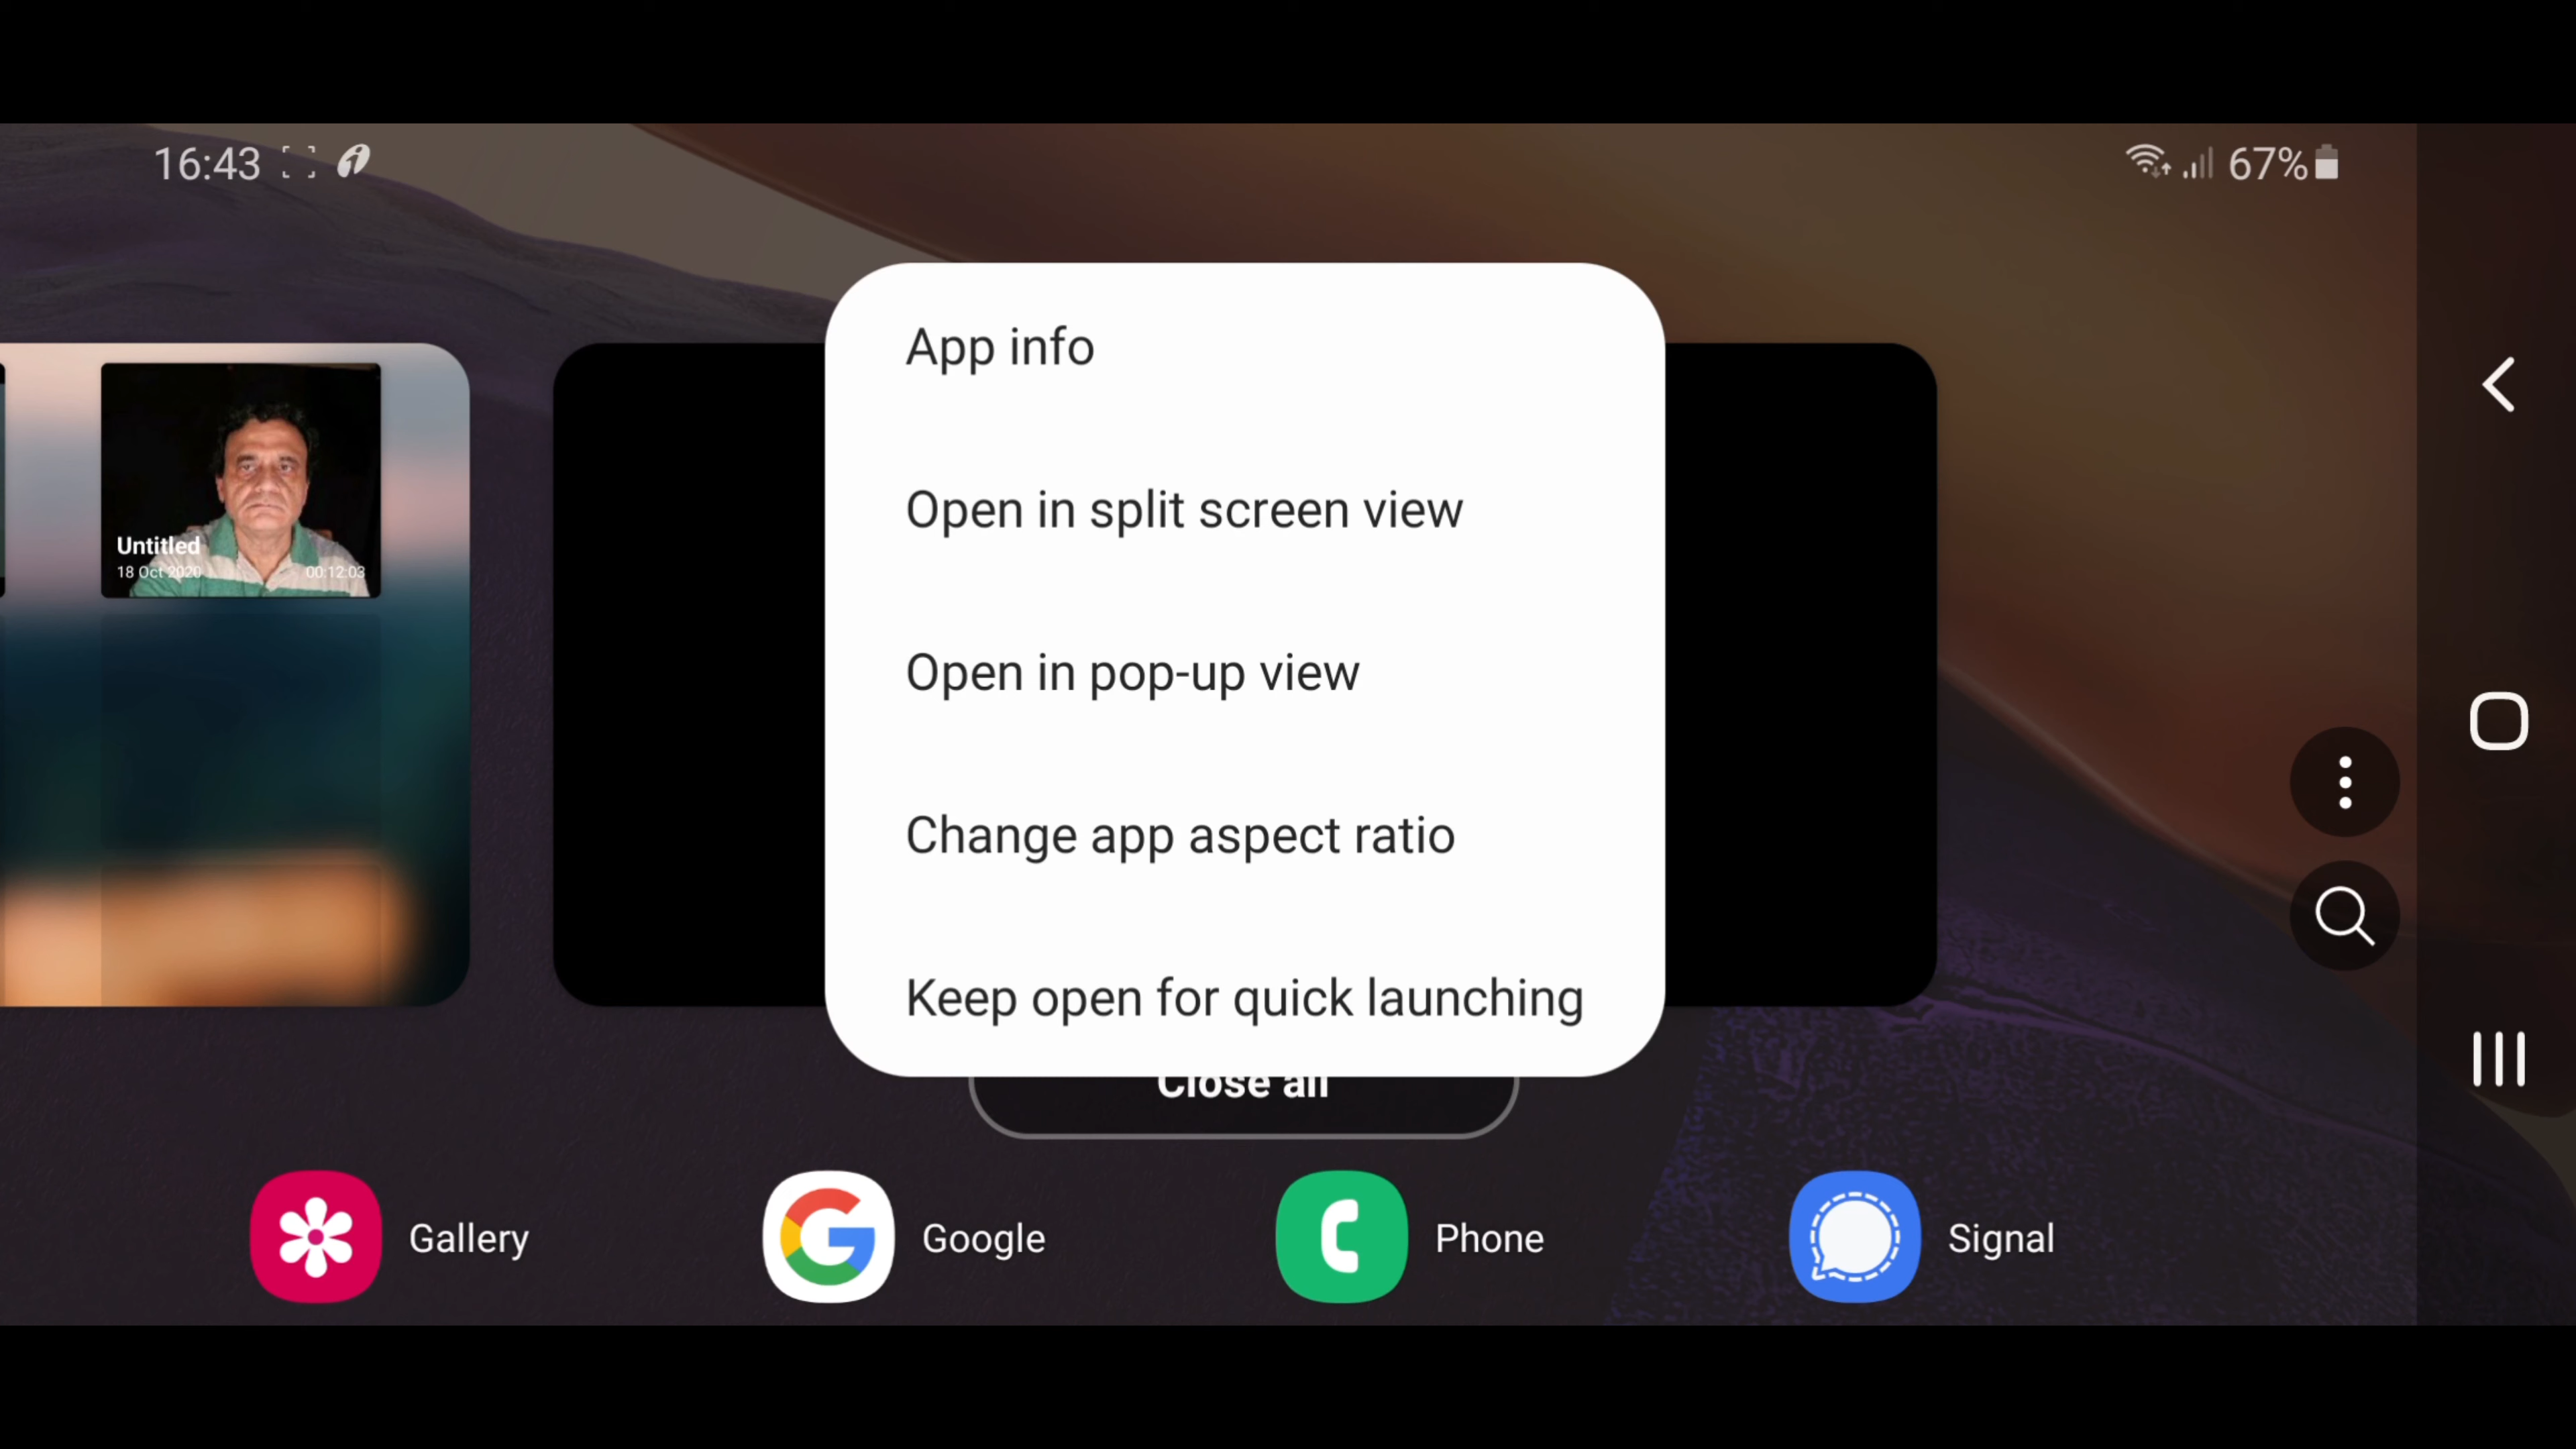 16:43
67%
App info
Open in split screen view
Untitled
18 Oct 2020 00:12:03
Open in pop-up view
Change app aspect ratio
Keep open for quick launching
Close all
Gallery
Google
Phone
Signal